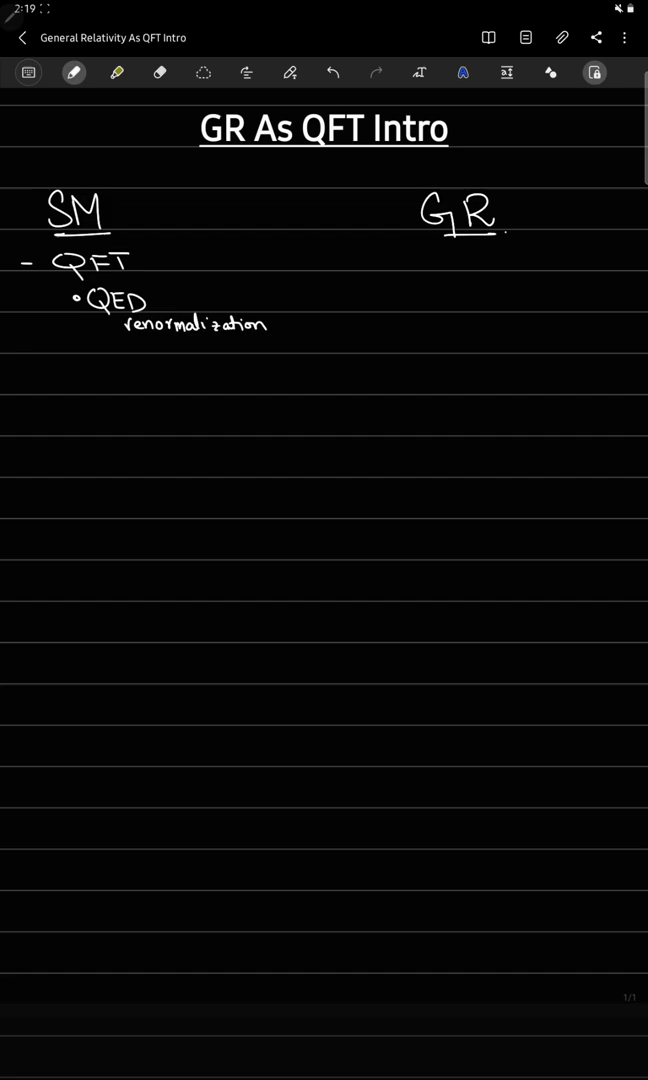 2:19
General Relativity As QFT Intro
GR As QFT Intro
SM
GR.
- QFT
• QED
renormalization
1/1